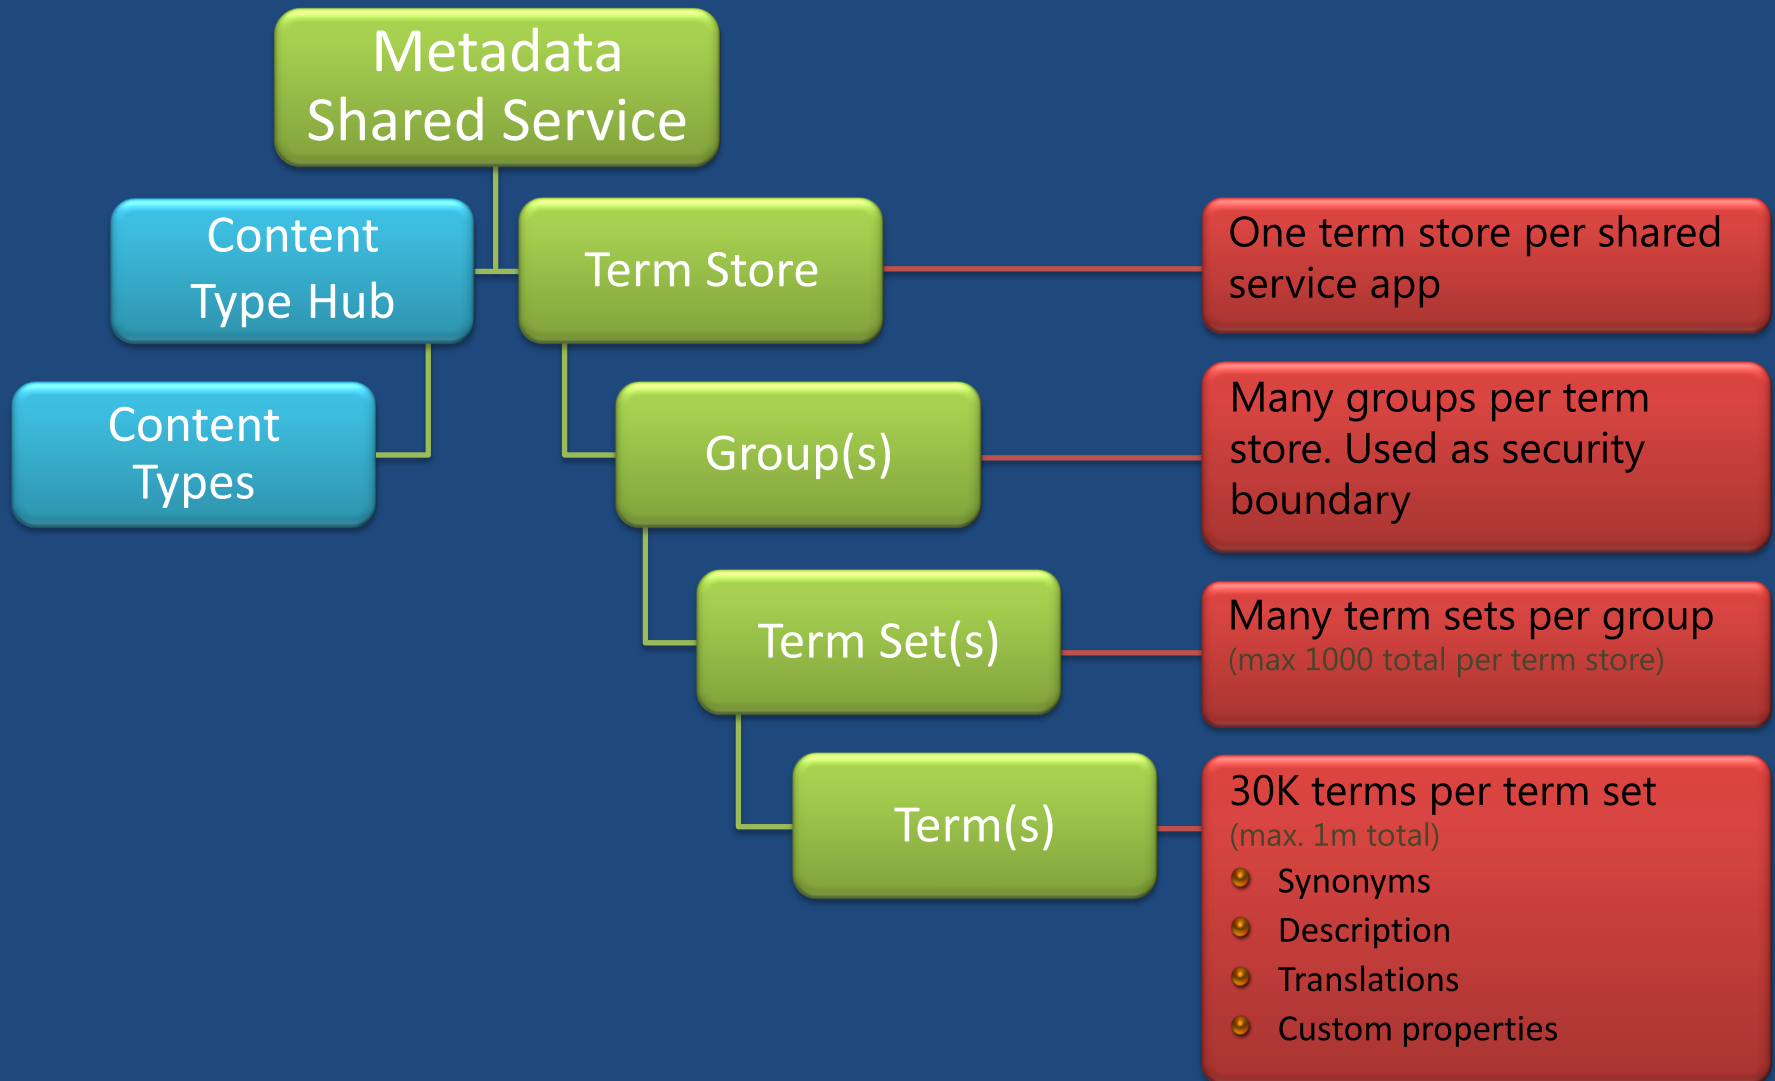 Metadata
Shared Service
Content
Type Hub
Term Store
One term store per shared
service app
Content
Types
Group(s)
Many groups per term
store. Used as security
boundary
Term Set(s)
Many term sets per group
(max 1000 total per term store)
Term(s)
30K terms per term set
(max. 1m total)
Synonyms
Description
Translations
Custom properties